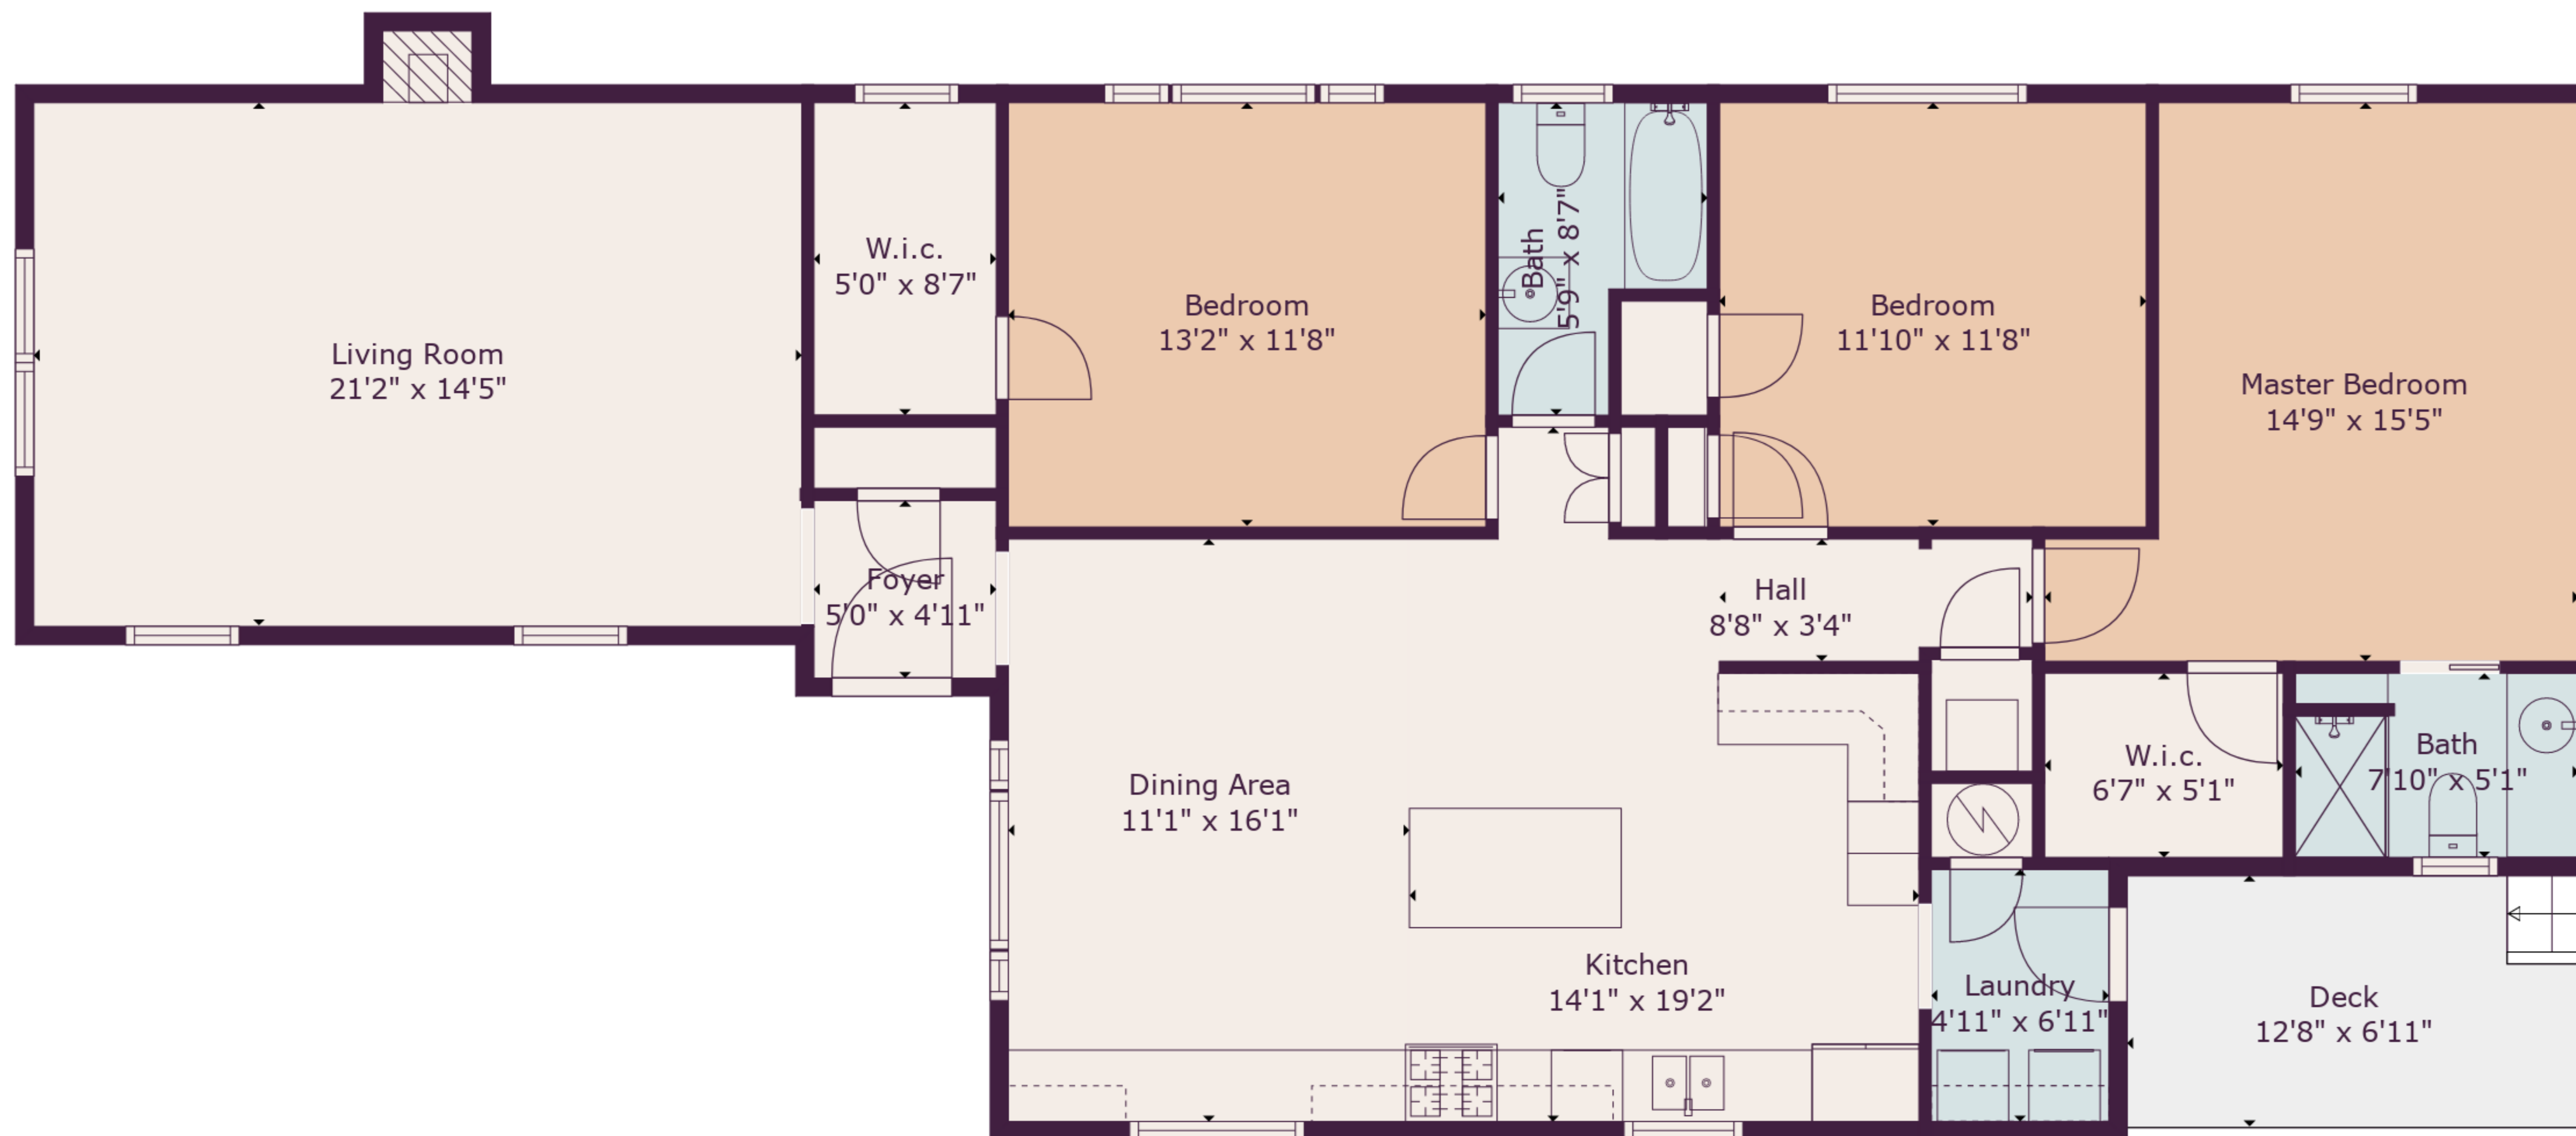 Living Room
21'2" x 14'5"
W.i.c.
5'0" x 8'7"
Foyer
5'0" x 4'11"
Bedroom
13'2" x 11'8"
Bath
5'9" x 8'7"
Bedroom
11'10" x 11'8"
Master Bedroom
14'9" x 15'5"
Hall
8'8" x 3'4"
Dining Area
11'1" x 16'1"
Kitchen
14'1" x 19'2"
W.i.c.
6'7" x 5'1"
Bath
7'10" x 5'1"
Laundry
4'11" x 6'11"
Deck
12'8" x 6'11"